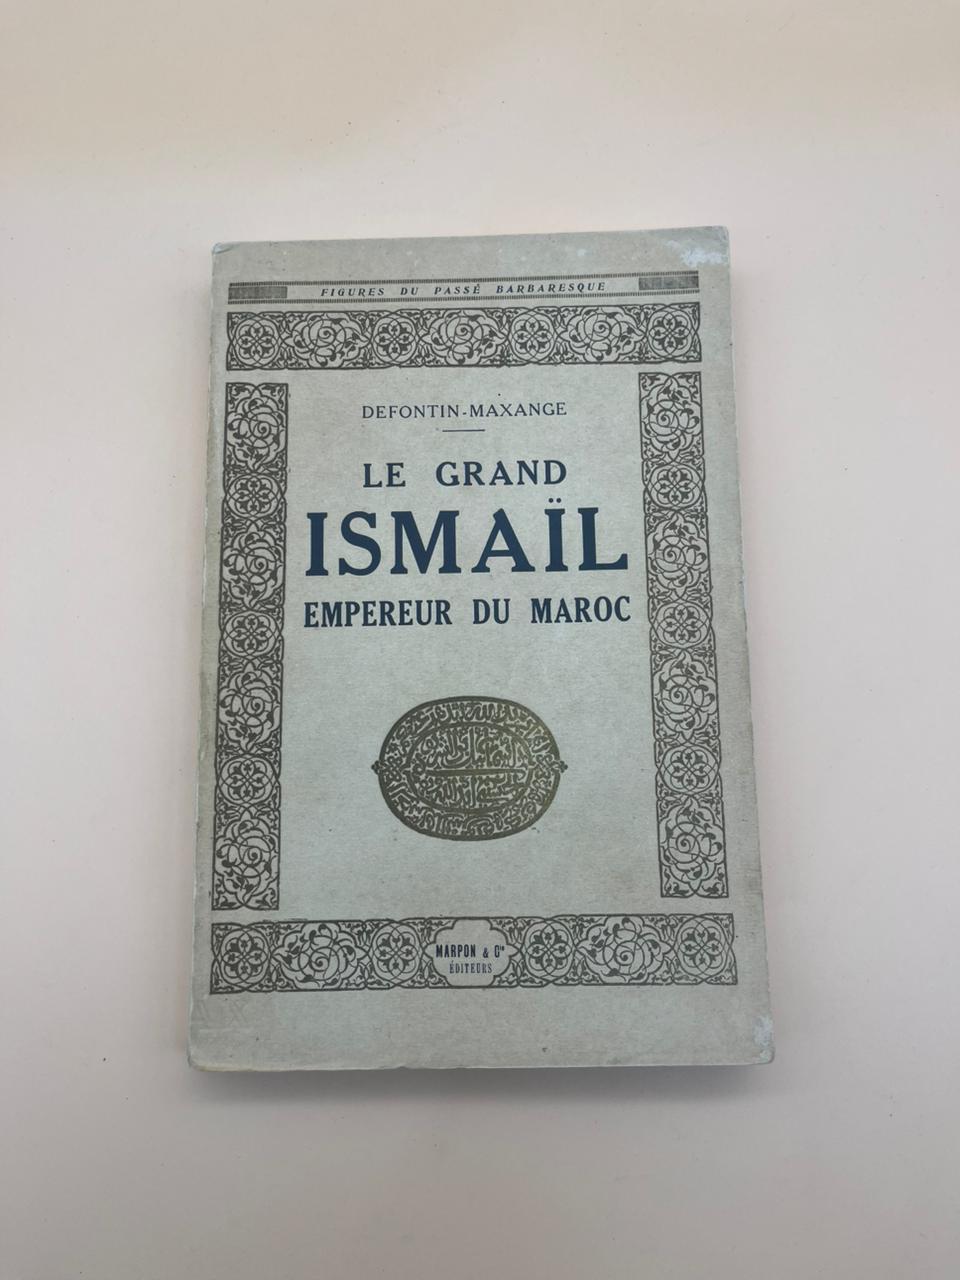 FIGURES DU PASSÉ BARBARESQUE
DEFONTIN-MAXANGE
LE GRAND
ISMAÏL
EMPEREUR DU MAROC
MARPON & Cie
ÉDITEURS